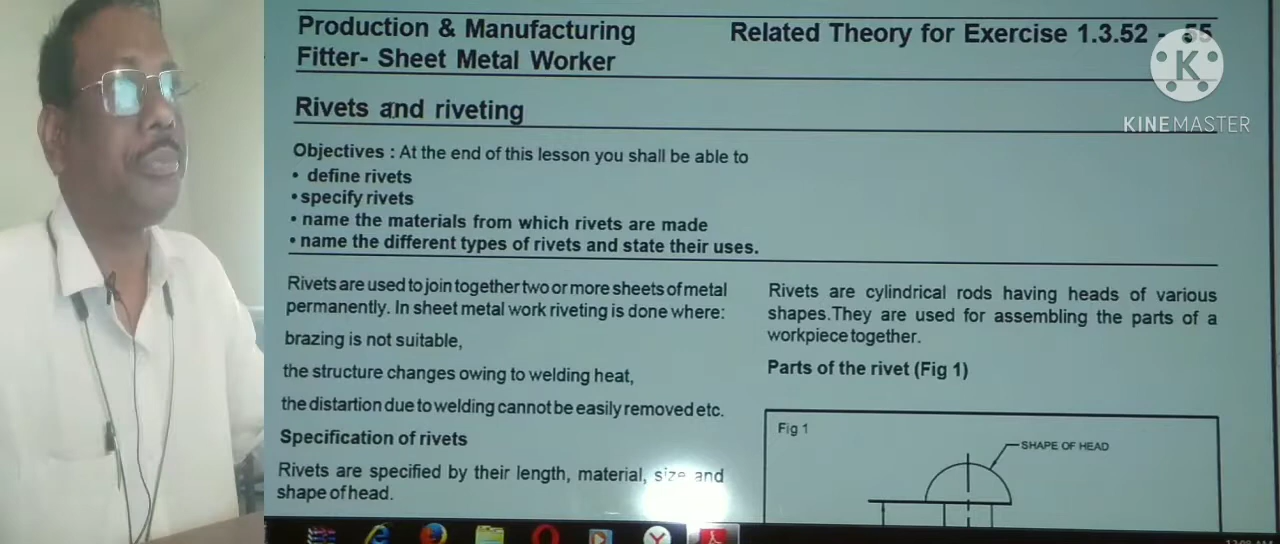 Production & Manufacturing
Fitter- Sheet Metal Worker
Related Theory for Exercise 1.3.52 - 55
K
KINEMASTER
Rivets and riveting
Objectives : At the end of this lesson you shall be able to
• define rivets
• specify rivets
• name the materials from which rivets are made
• name the different types of rivets and state their uses.
Rivets are used to join together two or more sheets of metal
permanently. In sheet metal work riveting is done where:
brazing is not suitable,
the structure changes owing to welding heat,
the distartion due to welding cannot be easily removed etc.
Specification of rivets
Rivets are specified by their length, material, size and
shape of head.
Rivets are cylindrical rods having heads of various
shapes.They are used for assembling the parts of a
workpiece together.
Parts of the rivet (Fig 1)
Fig 1
SHAPE OF HEAD